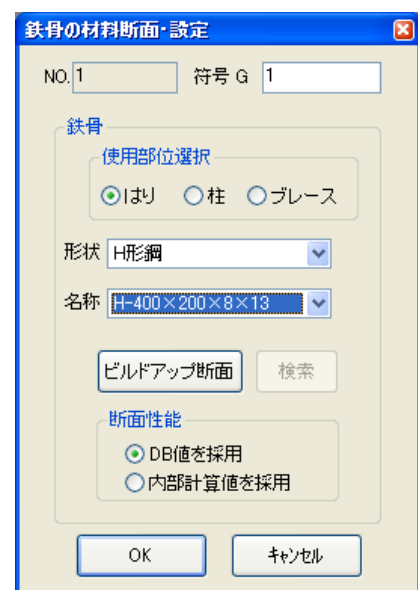 鉄骨の材料断面・設定
NO. 1 符号 G 1
鉄骨
使用部位選択
はり 柱 ブレース
形状 H形鋼
名称 H-400×200×8×13
ビルドアップ断面 検索
断面性能
DB値を採用
内部計算値を採用
OK キャンセル